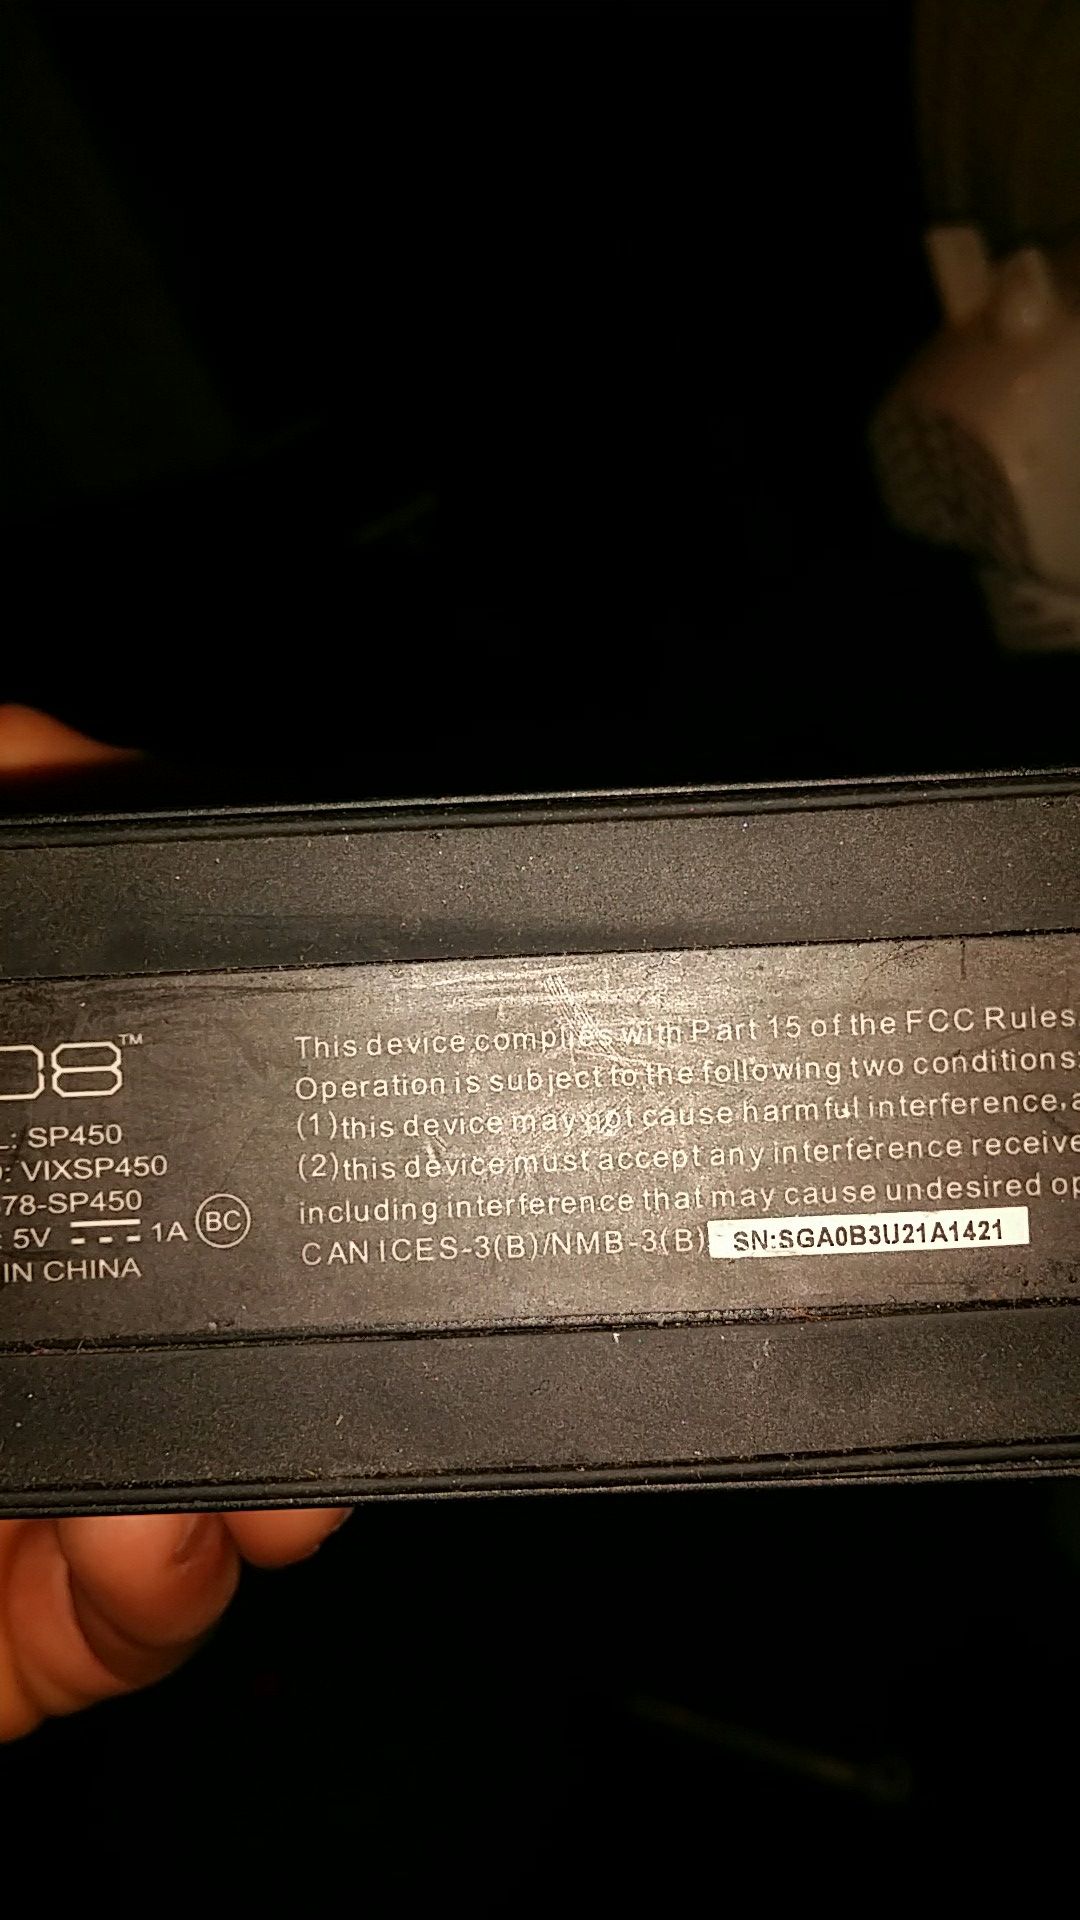 08™
L: SP450
: VIXSP450
78-SP450
5V 1A BC
IN CHINA
This device complies with Part 15 of the FCC Rules
Operation is subject to the following two conditions:
(1)this device may not cause harmful interference, a
(2)this device must accept any interference receive
including interference that may cause undesired op
CAN ICES-3(B)/NMB-3(B)
SN:SGA0B3U21A1421